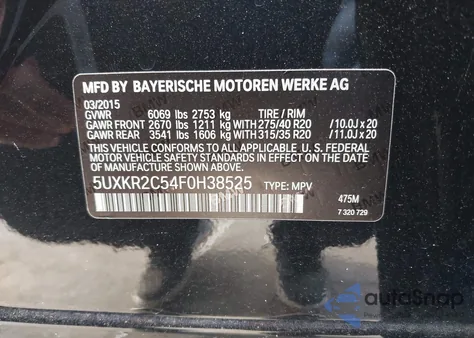 MFD BY BAYERISCHE MOTOREN WERKE AG
03/2015
GVWR 6069 lbs 2753 kg TIRE / RIM
GAWR FRONT 2670 lbs 1211 kg WITH 275/40 R20 /10.0J x 20
GAWR REAR 3541 lbs 1606 kg WITH 315/35 R20 /11.0J x 20
THIS VEHICLE CONFORMS TO ALL APPLICABLE U. S. FEDERAL
MOTOR VEHICLE SAFETY STANDARDS IN EFFECT ON THE
DATE OF MANUFACTURE SHOWN ABOVE.
5UXKR2C54F0H38525 TYPE: MPV
475M
7 320 729
autoSnap